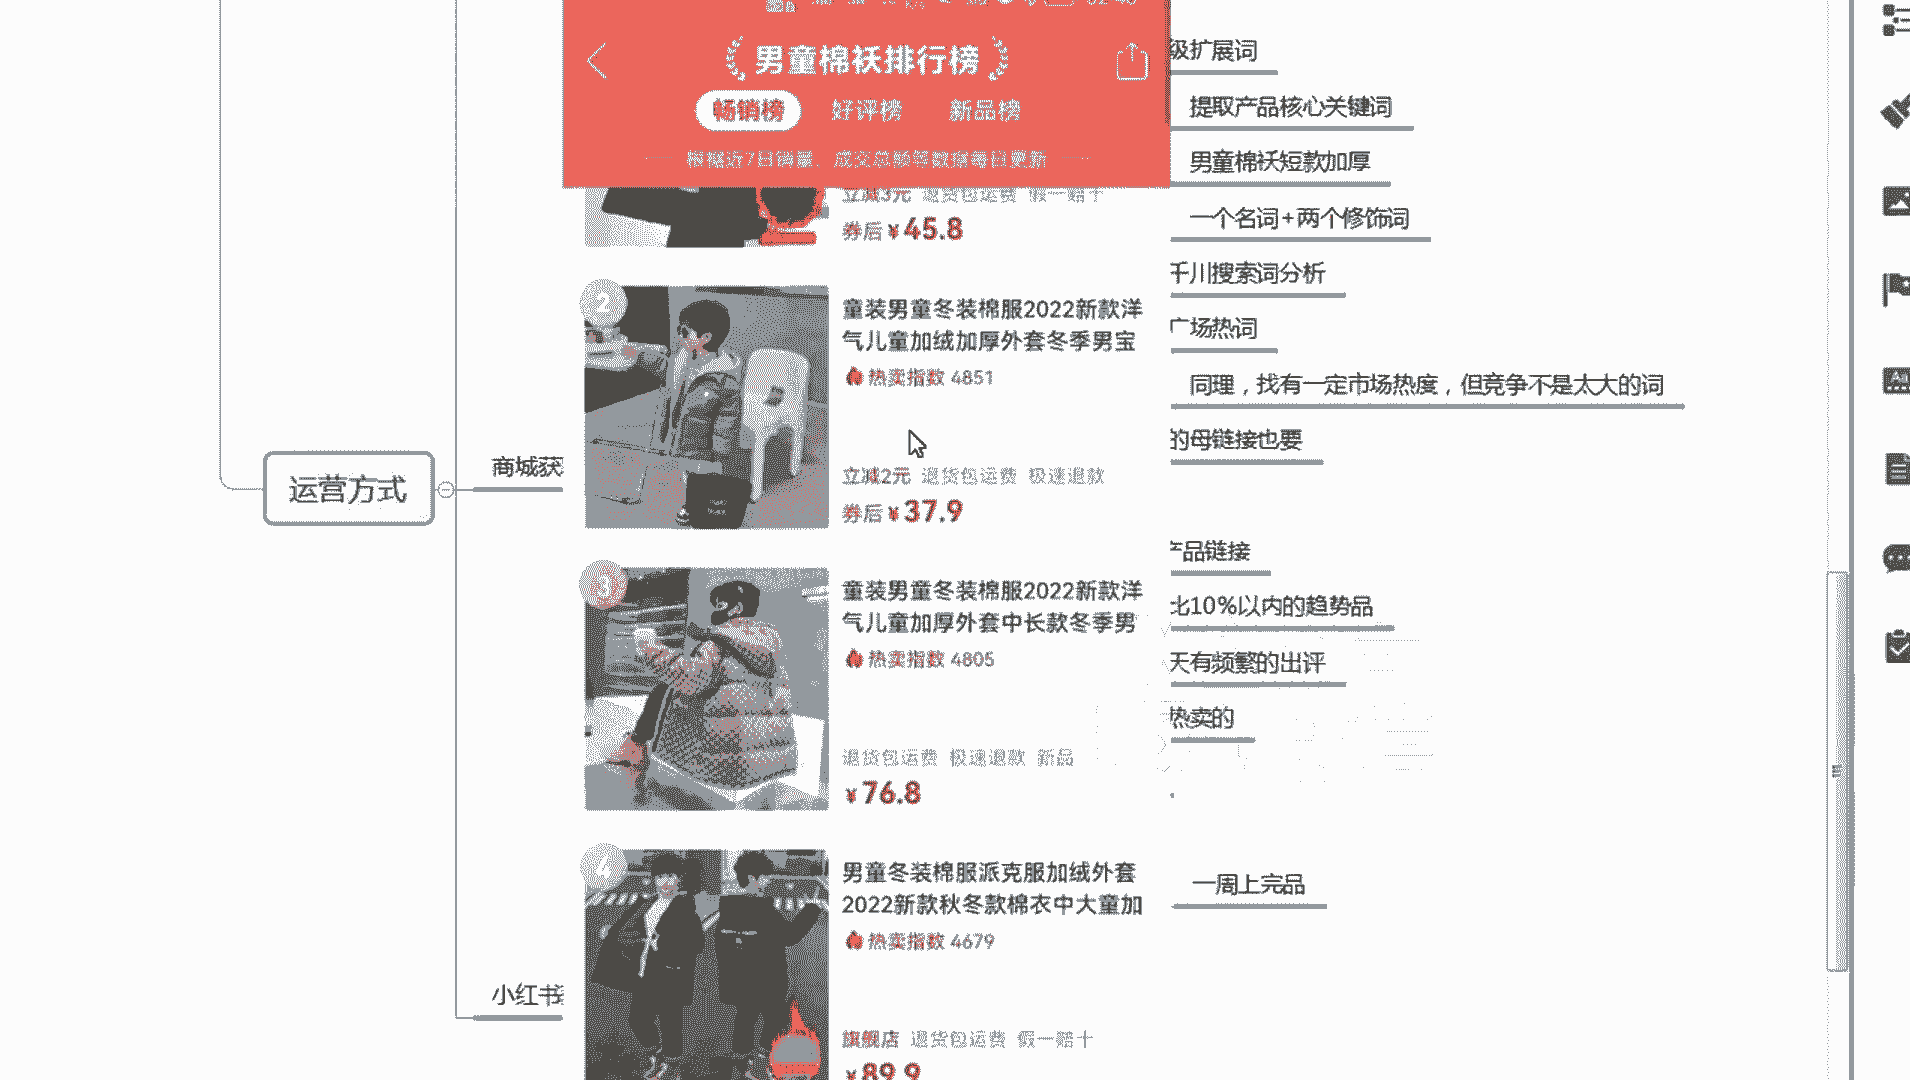 男童棉袄排行榜
畅销榜 好评榜 新品榜
根据近7日销量、成交总额等数据每日更新
立减3元 退货包运费 假一赔十
券后¥45.8
2
童装男童冬装棉服2022新款洋
气儿童加绒加厚外套冬季男宝
热卖指数 4851
立减2元 退货包运费 极速退款
券后¥37.9
3
童装男童冬装棉服2022新款洋
气儿童加厚外套中长款冬季男
热卖指数 4805
退货包运费 极速退款 新品
¥76.8
4
男童冬装棉服派克服加绒外套
2022新款秋冬款棉衣中大童加
热卖指数 4679
旗舰店 退货包运费 假一赔十
¥89.9
运营方式
商城获
小红书
级扩展词
提取产品核心关键词
男童棉袄短款加厚
一个名词+两个修饰词
千川搜索词分析
广场热词
同理，找有一定市场热度，但竞争不是太大的词
的母链接也要
产品链接
比10%以内的趋势品
天有频繁的出评
热卖的
一周上完品